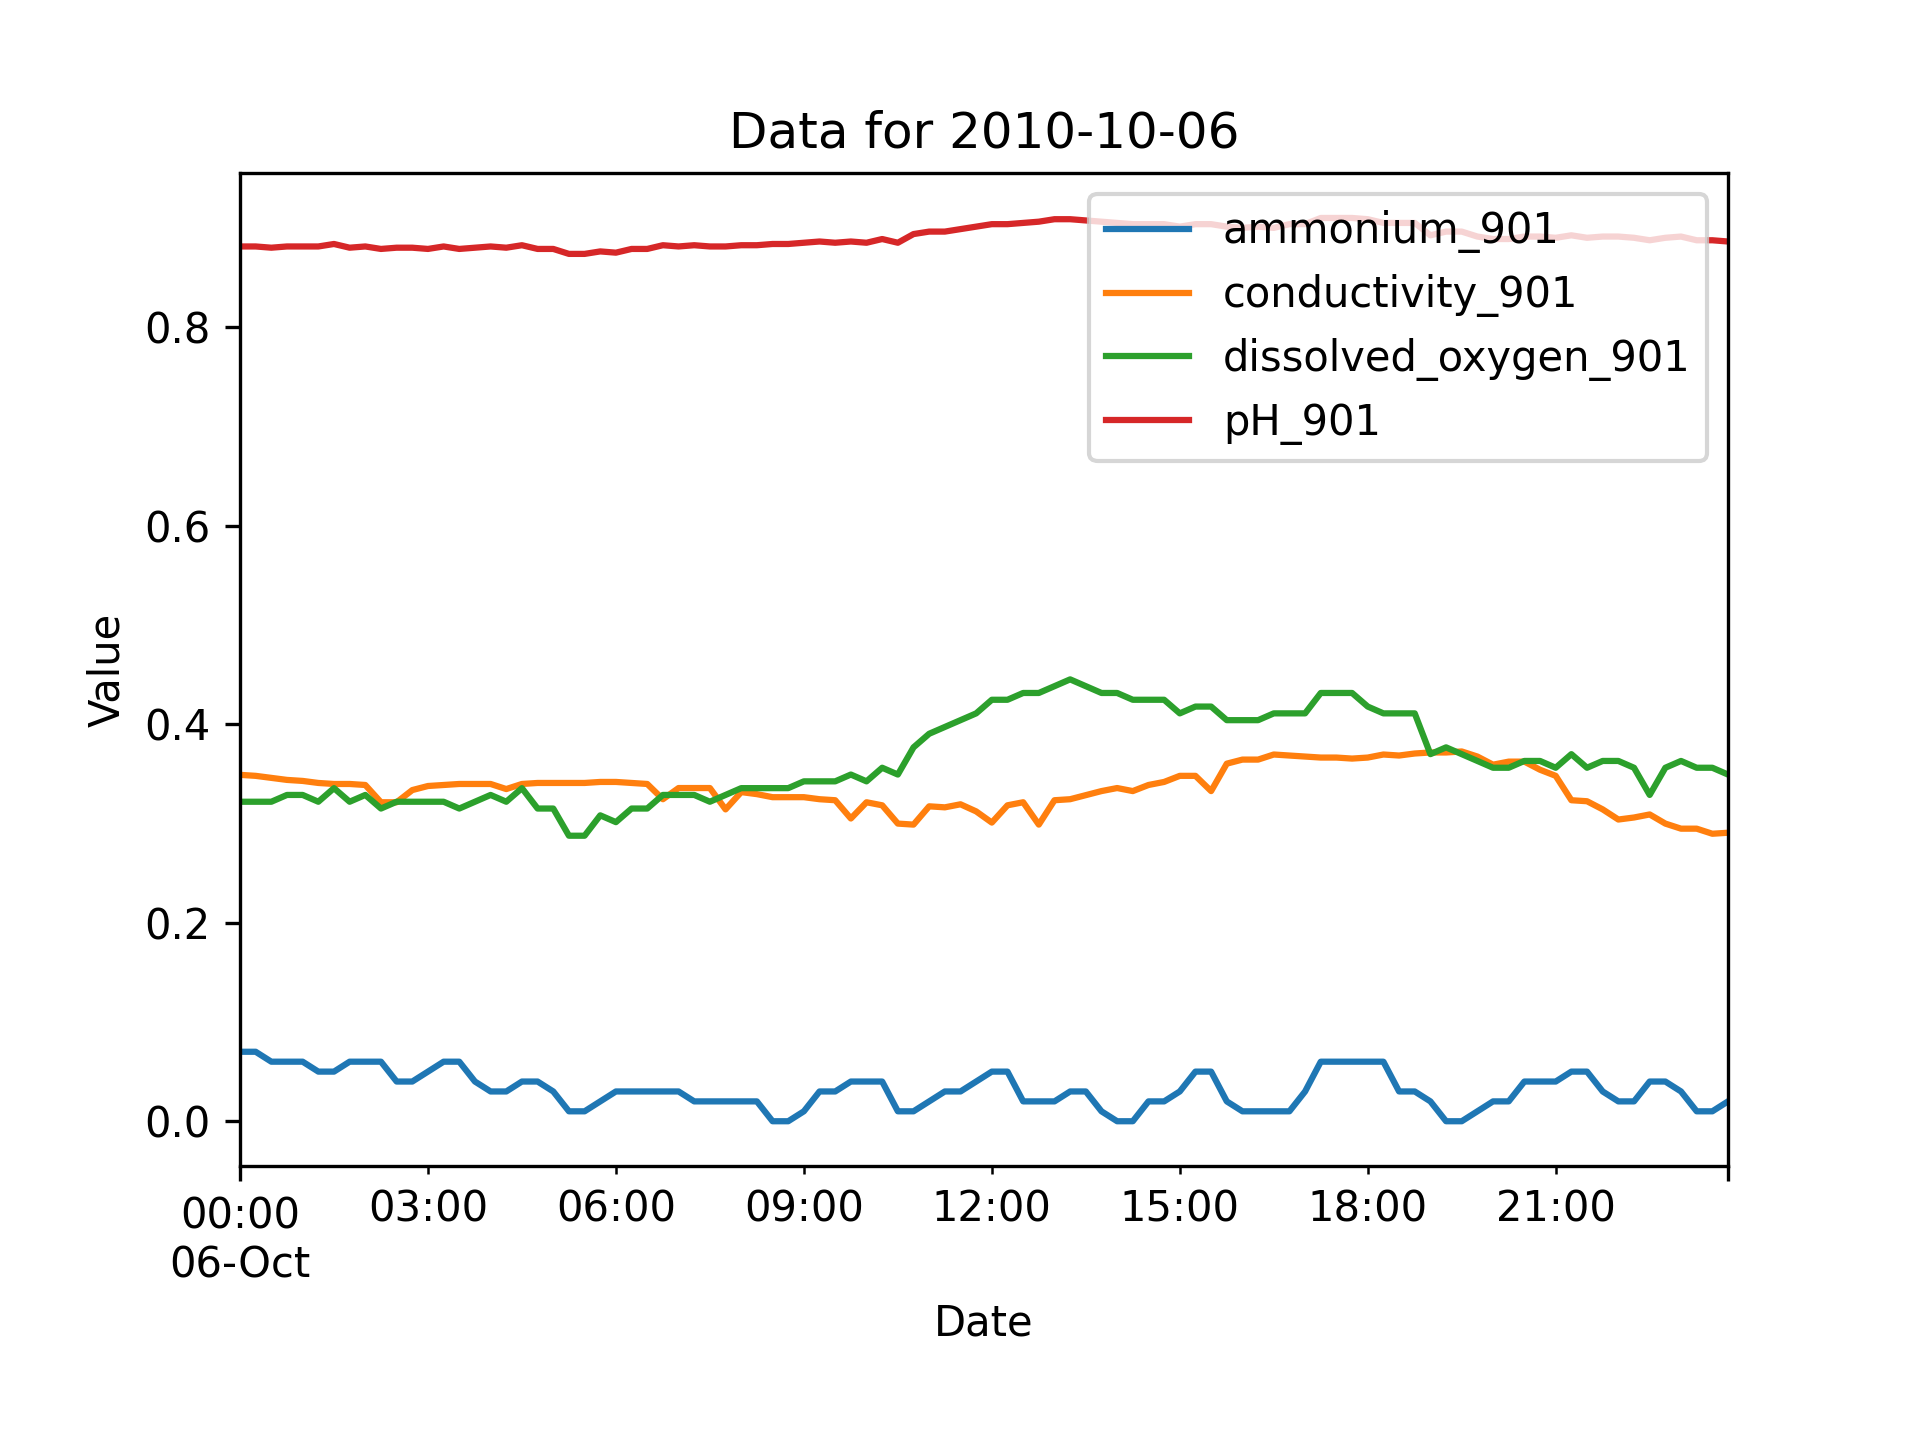 Data for 2010-10-06
ammonium_901
conductivity_901
dissolved_oxygen_901
pH_901
Value
0.8
0.6
0.4
0.2
0.0
00:00 03:00 06:00 09:00 12:00 15:00 18:00 21:00
06-Oct
Date